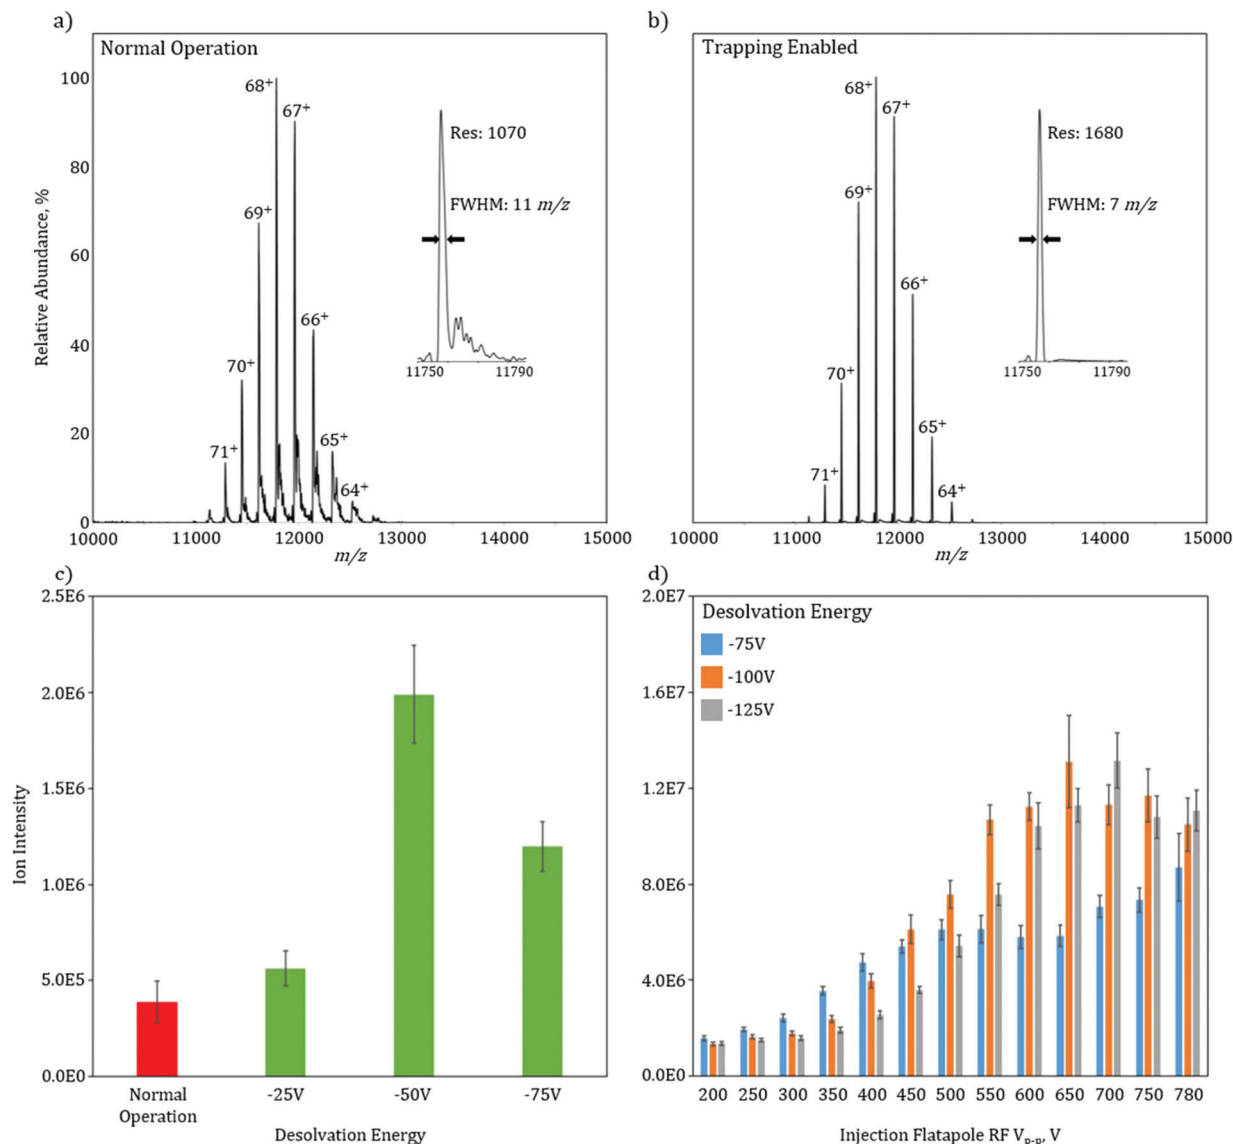 a)
Normal Operation
Relative Abundance, %
100
80
60
40
20
0
71+
70+
69+
68+
67+
66+
65+
64+
Res: 1070
FWHM: 11 m/z
11750 11790
10000 11000 12000 13000 14000 15000
m/z
b)
Trapping Enabled
71+
70+
69+
68+
67+
66+
65+
64+
Res: 1680
FWHM: 7 m/z
11750 11790
10000 11000 12000 13000 14000 15000
m/z
c)
Ion Intensity
2.5E6
2.0E6
1.5E6
1.0E6
5.0E5
0.0E0
Normal -25V -50V -75V
Operation
Desolvation Energy
d)
Desolvation Energy
-75V
-100V
-125V
2.0E7
1.6E7
1.2E7
8.0E6
4.0E6
0.0E0
200 250 300 350 400 450 500 550 600 650 700 750 780
Injection Flatapole RF Vp-p, V